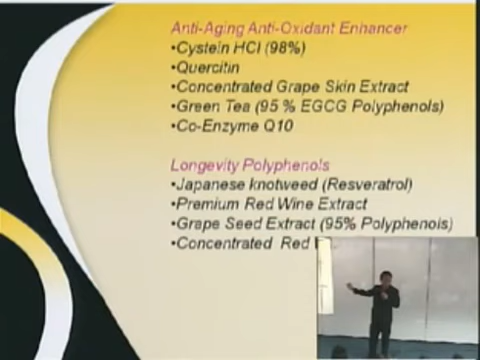 Anti-Aging Anti-Oxidant Enhancer
•Cystein HCl (98%)
•Quercitin
•Concentrated Grape Skin Extract
•Green Tea (95 % EGCG Polyphenols)
•Co-Enzyme Q10
Longevity Polyphenols
•Japanese knotweed (Resveratrol)
•Premium Red Wine Extract
•Grape Seed Extract (95% Polyphenols)
•Concentrated Red